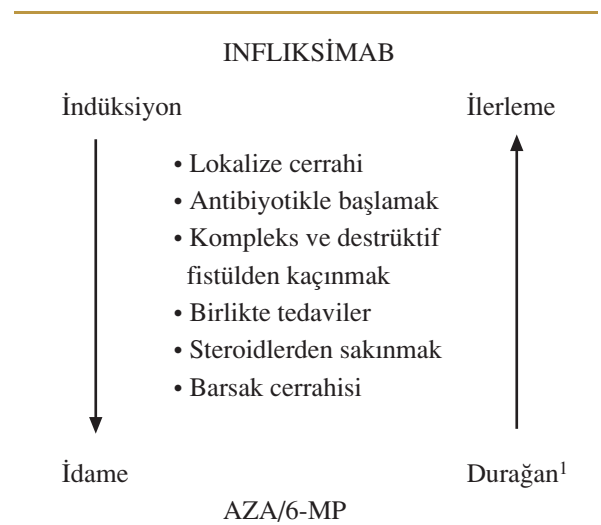 INFLIKSİMAB
İndüksiyon
İlerleme
• Lokalize cerrahi
• Antibiyotikle başlamak
• Kompleks ve destrüktif
fistülden kaçınmak
• Birlikte tedaviler
• Steroidlerden sakınmak
• Barsak cerrahisi
İdame
Durağan¹
AZA/6-MP